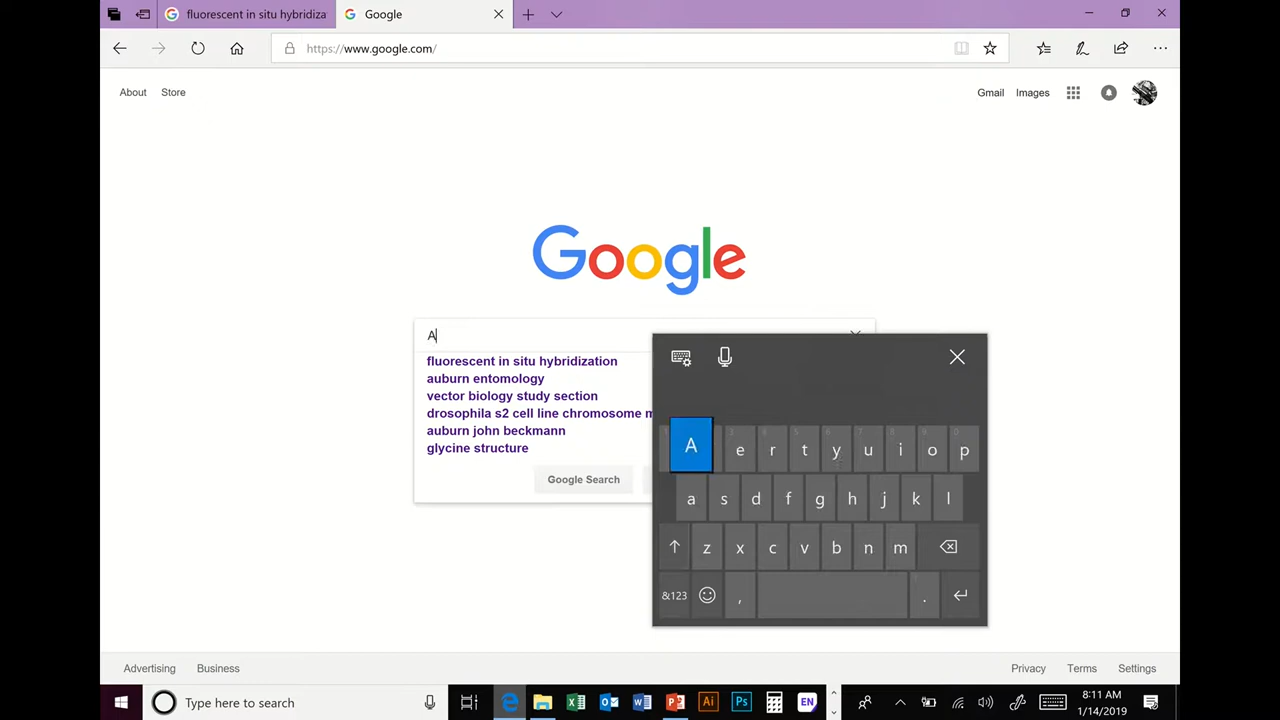 fluorescent in situ hybridiza
Google
https://www.google.com/
About Store
Gmail Images
Google
A
fluorescent in situ hybridization
auburn entomology
vector biology study section
drosophila s2 cell line chromosome m
auburn john beckmann
glycine structure
Google Search
A e r t y u i o p
a s d f g h j k l
z x c v b n m
&123 , .
Advertising Business
Privacy Terms Settings
Type here to search
Ai Ps EN
8:11 AM
1/14/2019